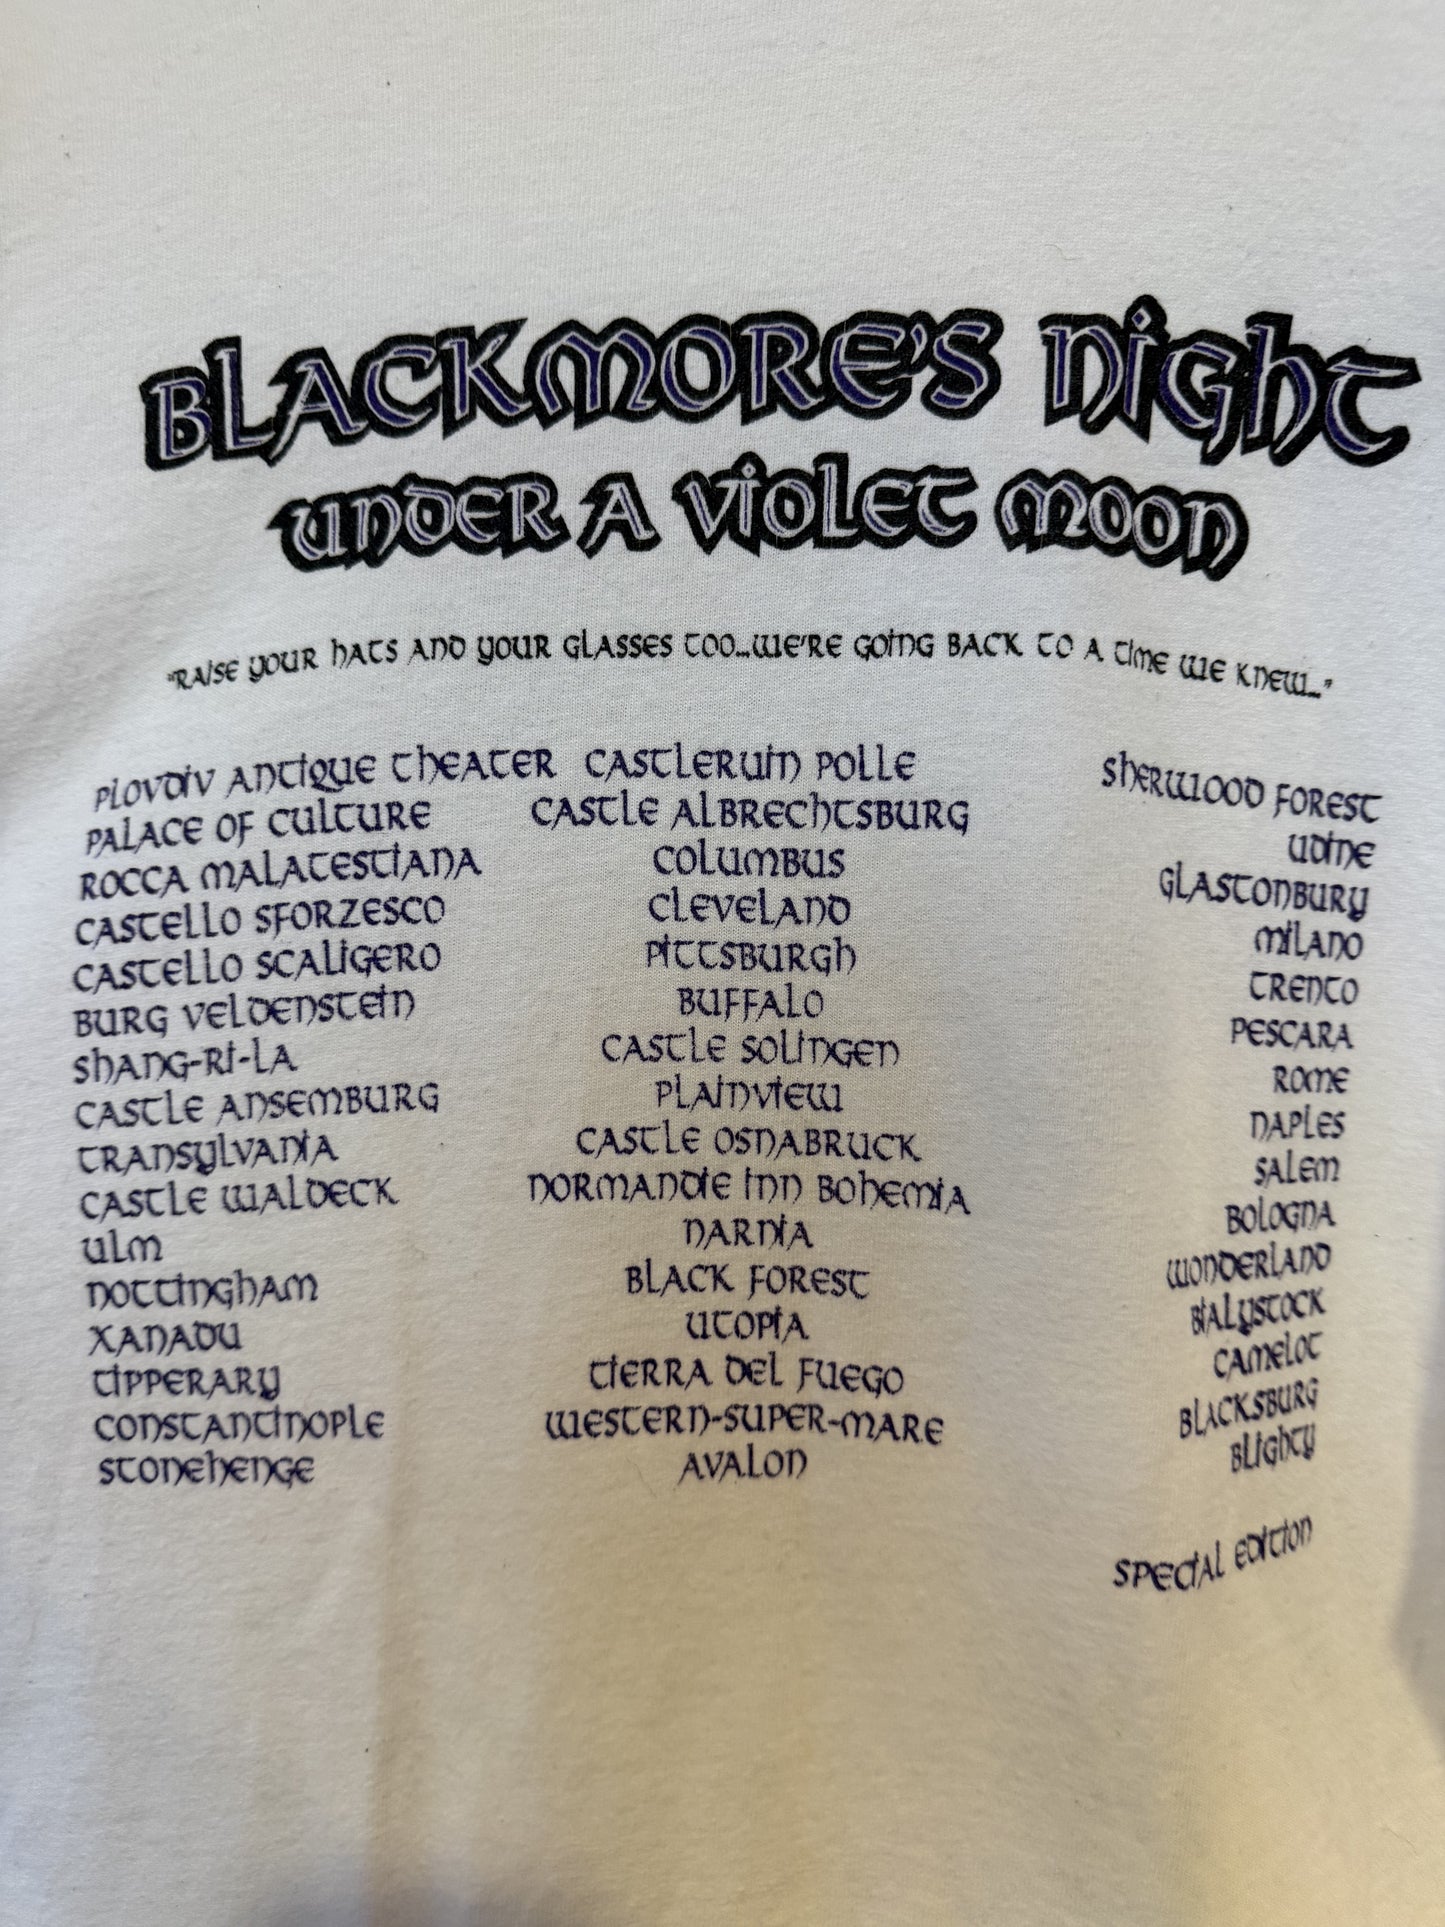 BLACKMORE'S NIGHT
UNDER A VIOLET MOON
"RAISE YOUR HATS AND YOUR GLASSES TOO...WE'RE GOING BACK TO A TIME WE KNEW..."
PLOVDIV ANTIQUE THEATER
PALACE OF CULTURE
ROCCA MALATESTIANA
CASTELLO SFORZESCO
CASTELLO SCALIGERO
BURG VELDENSTEIN
SHANG-RI-LA
CASTLE ANSEMBURG
TRANSYLVANIA
CASTLE WALDECK
ULM
NOTTINGHAM
XANADU
TIPPERARY
CONSTANTINOPLE
STONEHENGE
CASTLERUIN POLLE
CASTLE ALBRECHTSBURG
COLUMBUS
CLEVELAND
PITTSBURGH
BUFFALO
CASTLE SOLINGEN
PLAINVIEW
CASTLE OSNABRUCK
NORMANDIE INN BOHEMIA
NARNIA
BLACK FOREST
UTOPIA
TIERRA DEL FUEGO
WESTERN-SUPER-MARE
AVALON
SHERWOOD FOREST
UDINE
GLASTONBURY
MILANO
TRENTO
PESCARA
ROME
NAPLES
SALEM
BOLOGNA
WONDERLAND
BIALYSTOCK
CAMELOT
BLACKSBURG
BLIGHTY
SPECIAL EDITION